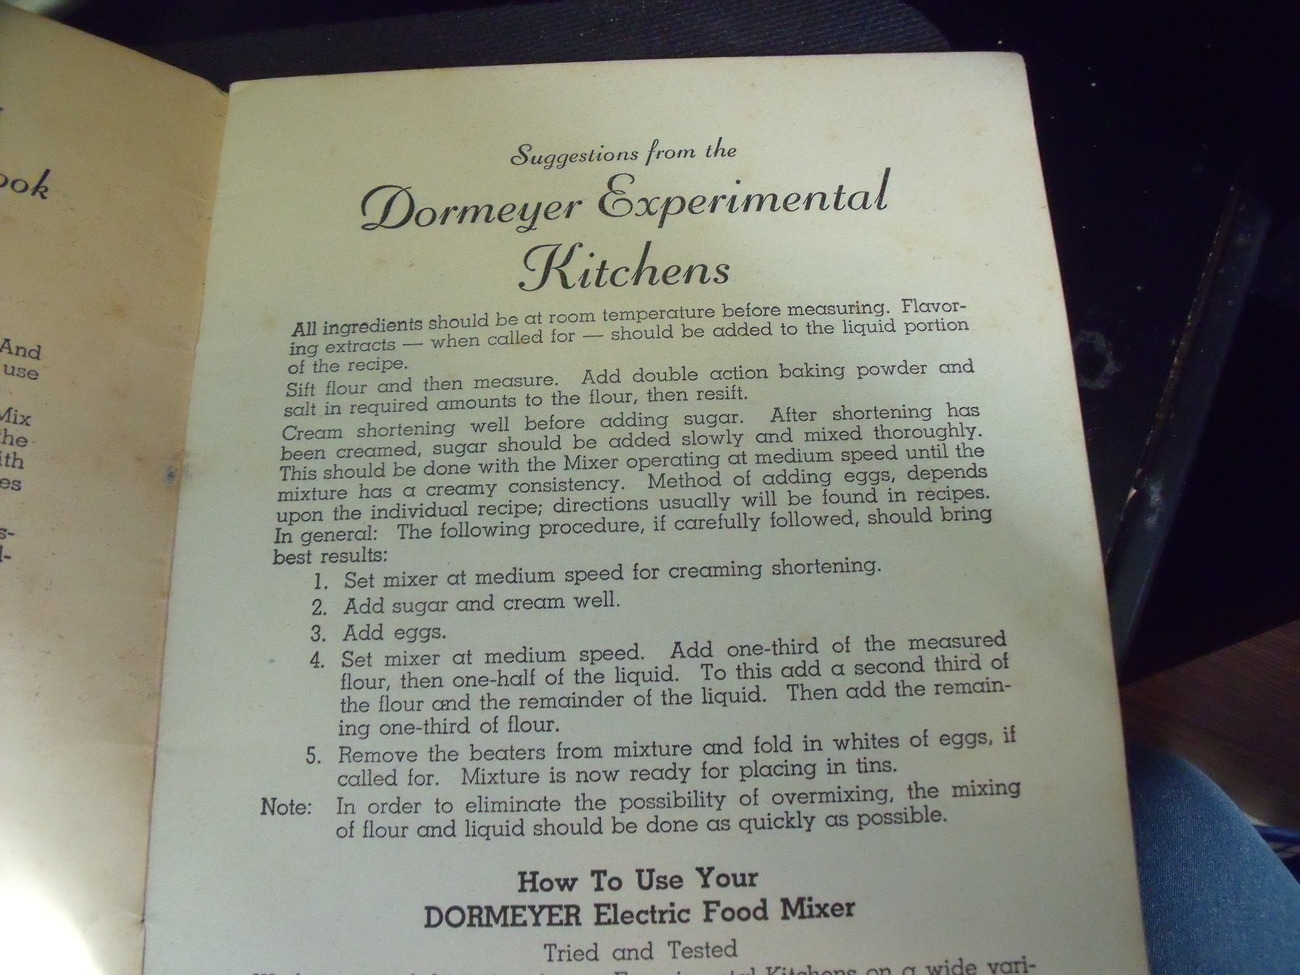 ook
And
use
Mix
the
ith
es
s-
l-
Suggestions from the
Dormeyer Experimental
Kitchens
All ingredients should be at room temperature before measuring. Flavor-
ing extracts — when called for — should be added to the liquid portion
of the recipe.
Sift flour and then measure. Add double action baking powder and
salt in required amounts to the flour, then resift.
Cream shortening well before adding sugar. After shortening has
been creamed, sugar should be added slowly and mixed thoroughly.
This should be done with the Mixer operating at medium speed until the
mixture has a creamy consistency. Method of adding eggs, depends
upon the individual recipe; directions usually will be found in recipes.
In general: The following procedure, if carefully followed, should bring
best results:
1. Set mixer at medium speed for creaming shortening.
2. Add sugar and cream well.
3. Add eggs.
4. Set mixer at medium speed. Add one-third of the measured
flour, then one-half of the liquid. To this add a second third of
the flour and the remainder of the liquid. Then add the remain-
ing one-third of flour.
5. Remove the beaters from mixture and fold in whites of eggs, if
called for. Mixture is now ready for placing in tins.
Note: In order to eliminate the possibility of overmixing, the mixing
of flour and liquid should be done as quickly as possible.
How To Use Your
DORMEYER Electric Food Mixer
Tried and Tested
Experimental Kitchens on a wide vari-